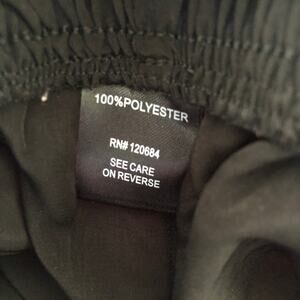 100%POLYESTER
RN# 120684
SEE CARE
ON REVERSE